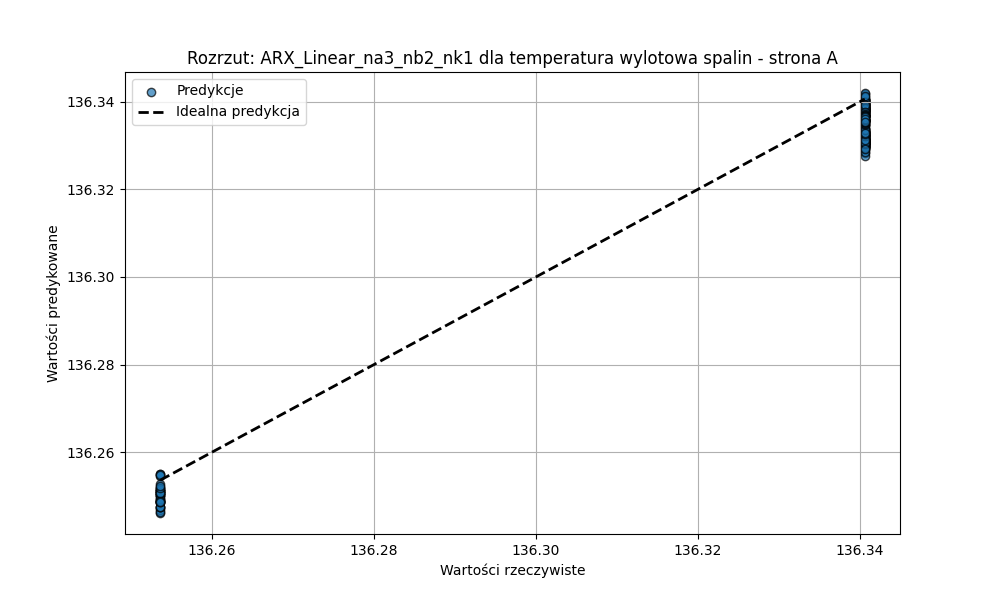 Rozrzut: ARX_Linear_na3_nb2_nk1 dla temperatura wylotowa spalin - strona A
Predykcje
Idealna predykcja
136.34
136.32
136.30
136.28
136.26
Wartości predykowane
136.26 136.28 136.30 136.32 136.34
Wartości rzeczywiste